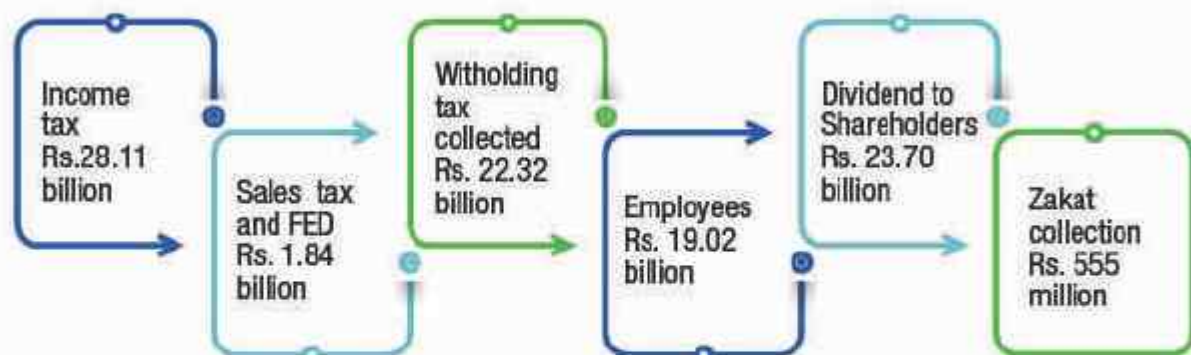 Income
tax
Rs.28.11
billion
Sales tax
and FED
Rs. 1.84
billion
Witholding
tax
collected
Rs. 22.32
billion
Employees
Rs. 19.02
billion
Dividend to
Shareholders
Rs. 23.70
billion
Zakat
collection
Rs. 555
million